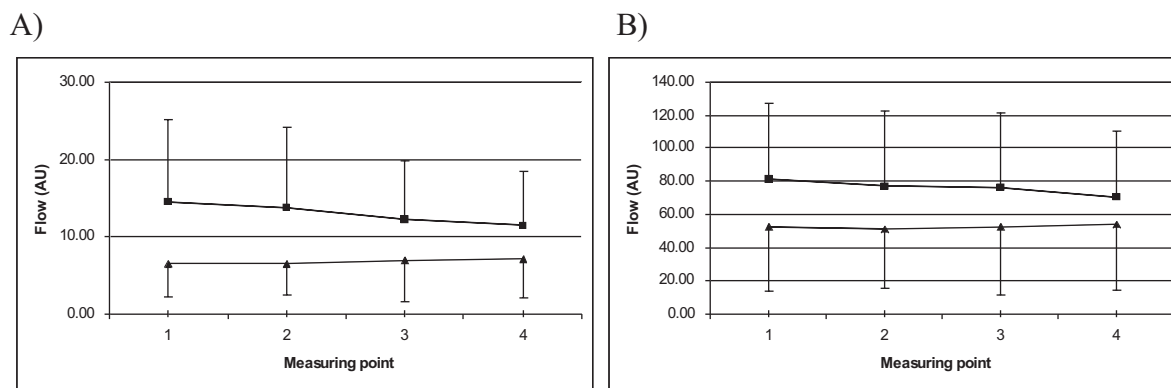 A)
30.00
20.00
10.00
0.00
Flow (AU)
1 2 3 4
Measuring point
B)
140.00
120.00
100.00
80.00
60.00
40.00
20.00
0.00
Flow (AU)
1 2 3 4
Measuring point